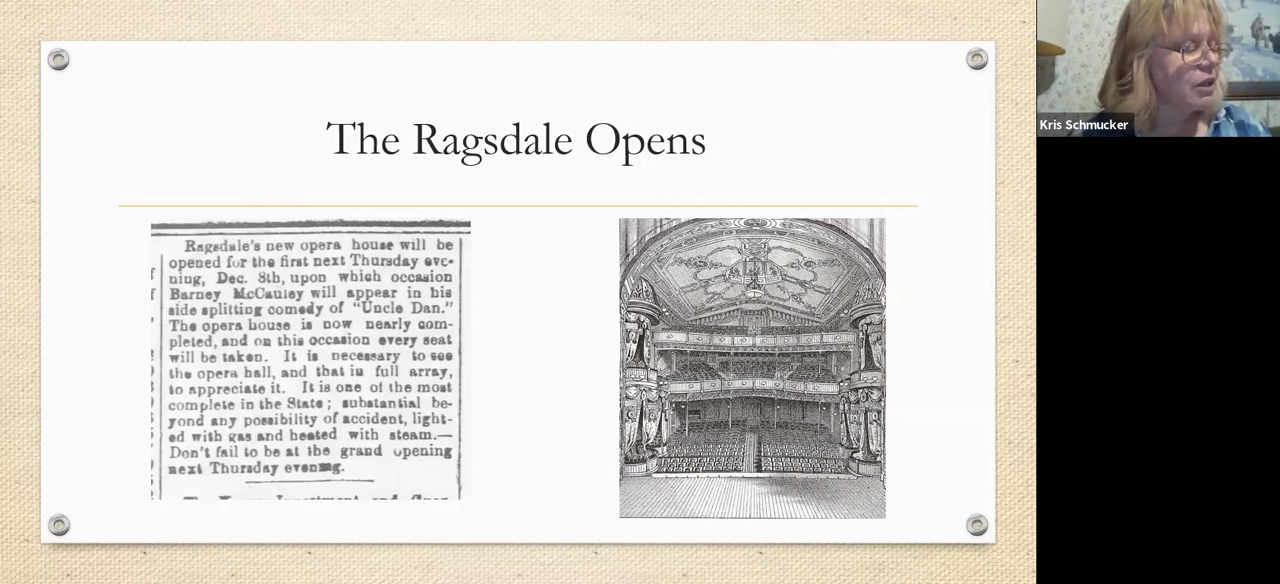 The Ragsdale Opens
Ragsdale's new opera house will be
opened for the first next Thursday eve-
ning, Dec. 8th, upon which occasion
Barney McCauley will appear in his
side splitting comedy of “Uncle Dan.”
The opera house is now nearly com-
pleted, and on this occasion every seat
will be taken. It is necessary to see
the opera hall, and that in full array,
to appreciate it. It is one of the most
complete in the State; substantial be-
yond any possibility of accident, light-
ed with gas and heated with steam.—
Don't fail to be at the grand opening
next Thursday evening.
Kris Schmucker